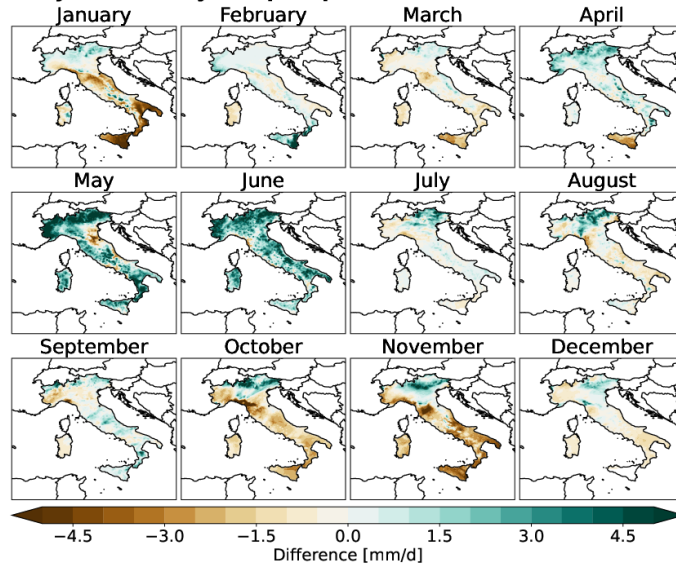 January February March April
May June July August
September October November December
−4.5 −3.0 −1.5 0.0 1.5 3.0 4.5
Difference [mm/d]